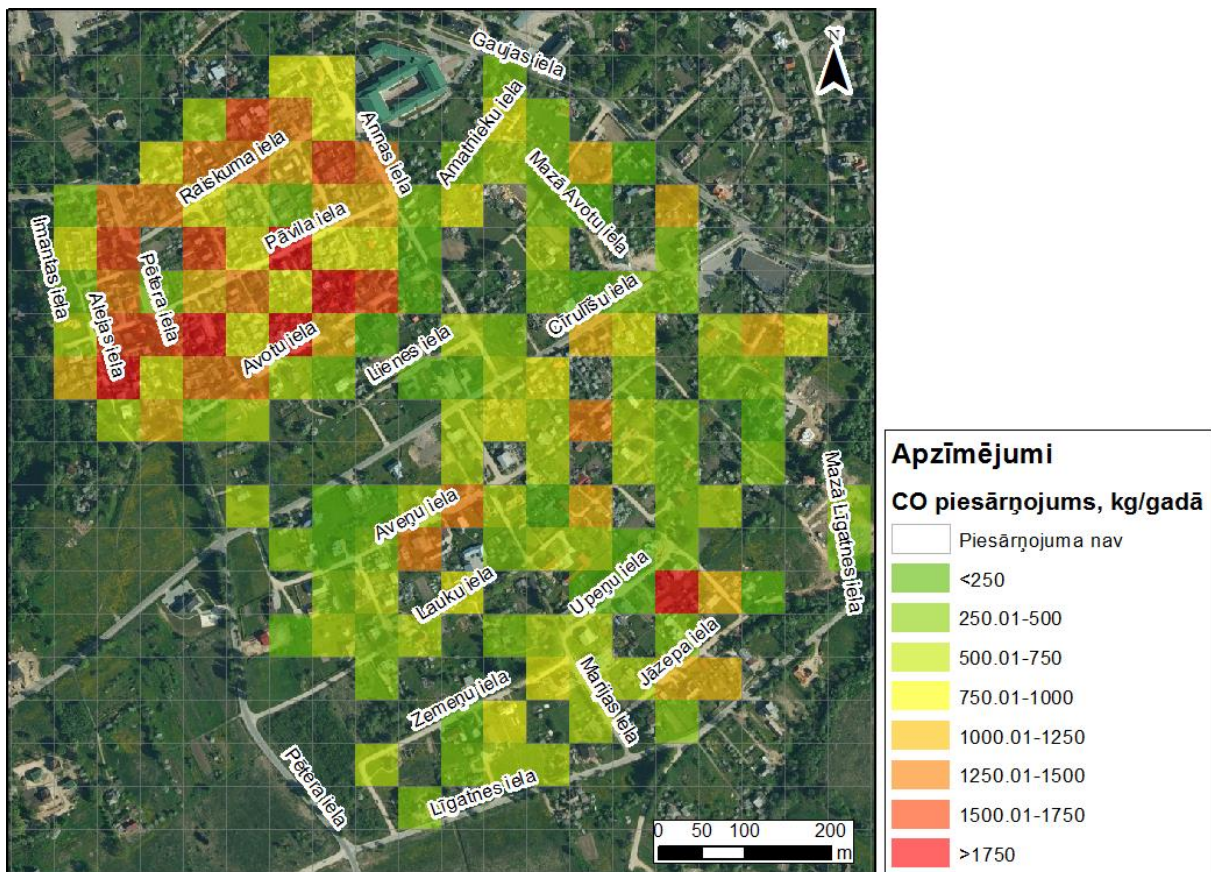 Gaujas iela
N
Annas iela
Amatnieku iela
Raiskuma iela
Mazā Avotu iela
Pāvila iela
Imantas iela
Pētera iela
Alejas iela
Cīrulīšu iela
Avotu iela
Lienes iela
Mazā Līgatnes iela
Aveņu iela
Lauku iela
Upeņu iela
Jāzepa iela
Marijas iela
Zemeņu iela
Pētera iela
Līgatnes iela
0 50 100 200
m
Apzīmējumi
CO piesārņojums, kg/gadā
Piesārņojuma nav
<250
250.01-500
500.01-750
750.01-1000
1000.01-1250
1250.01-1500
1500.01-1750
>1750